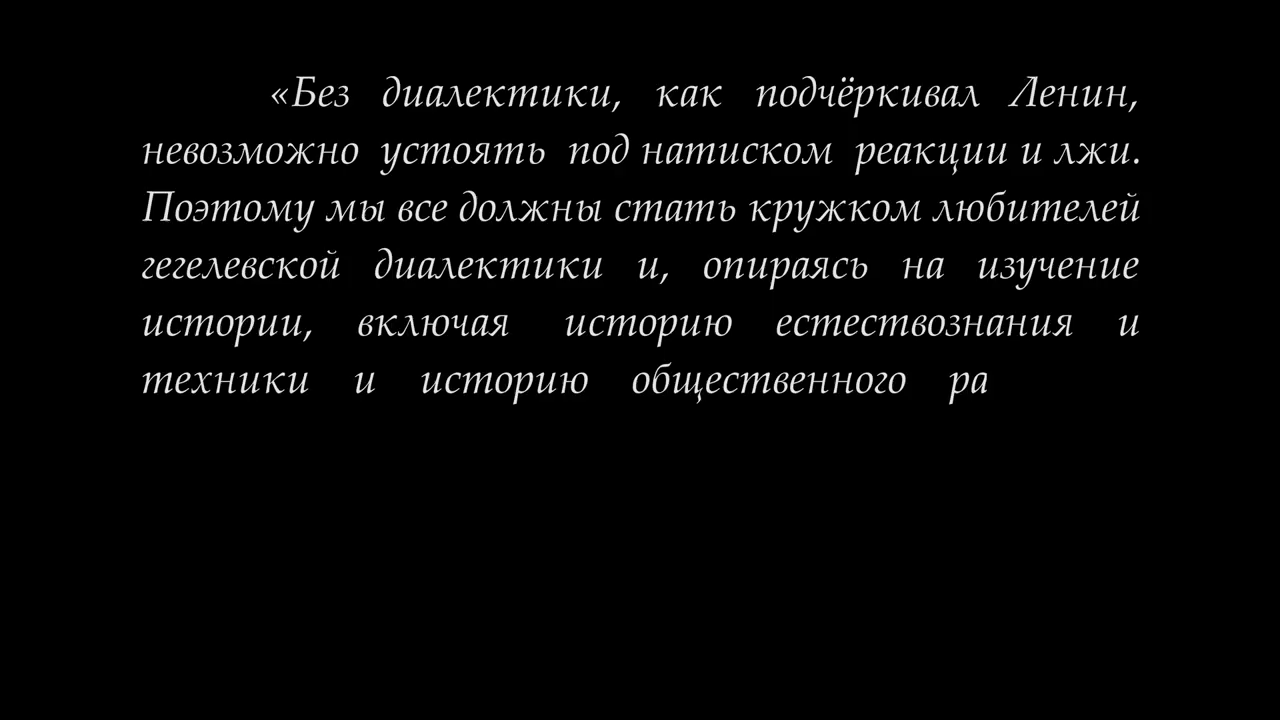 «Без диалектики, как подчёркивал Ленин,
невозможно устоять под натиском реакции и лжи.
Поэтому мы все должны стать кружком любителей
гегелевской диалектики и, опираясь на изучение
истории, включая историю естествознания и
техники и историю общественного ра